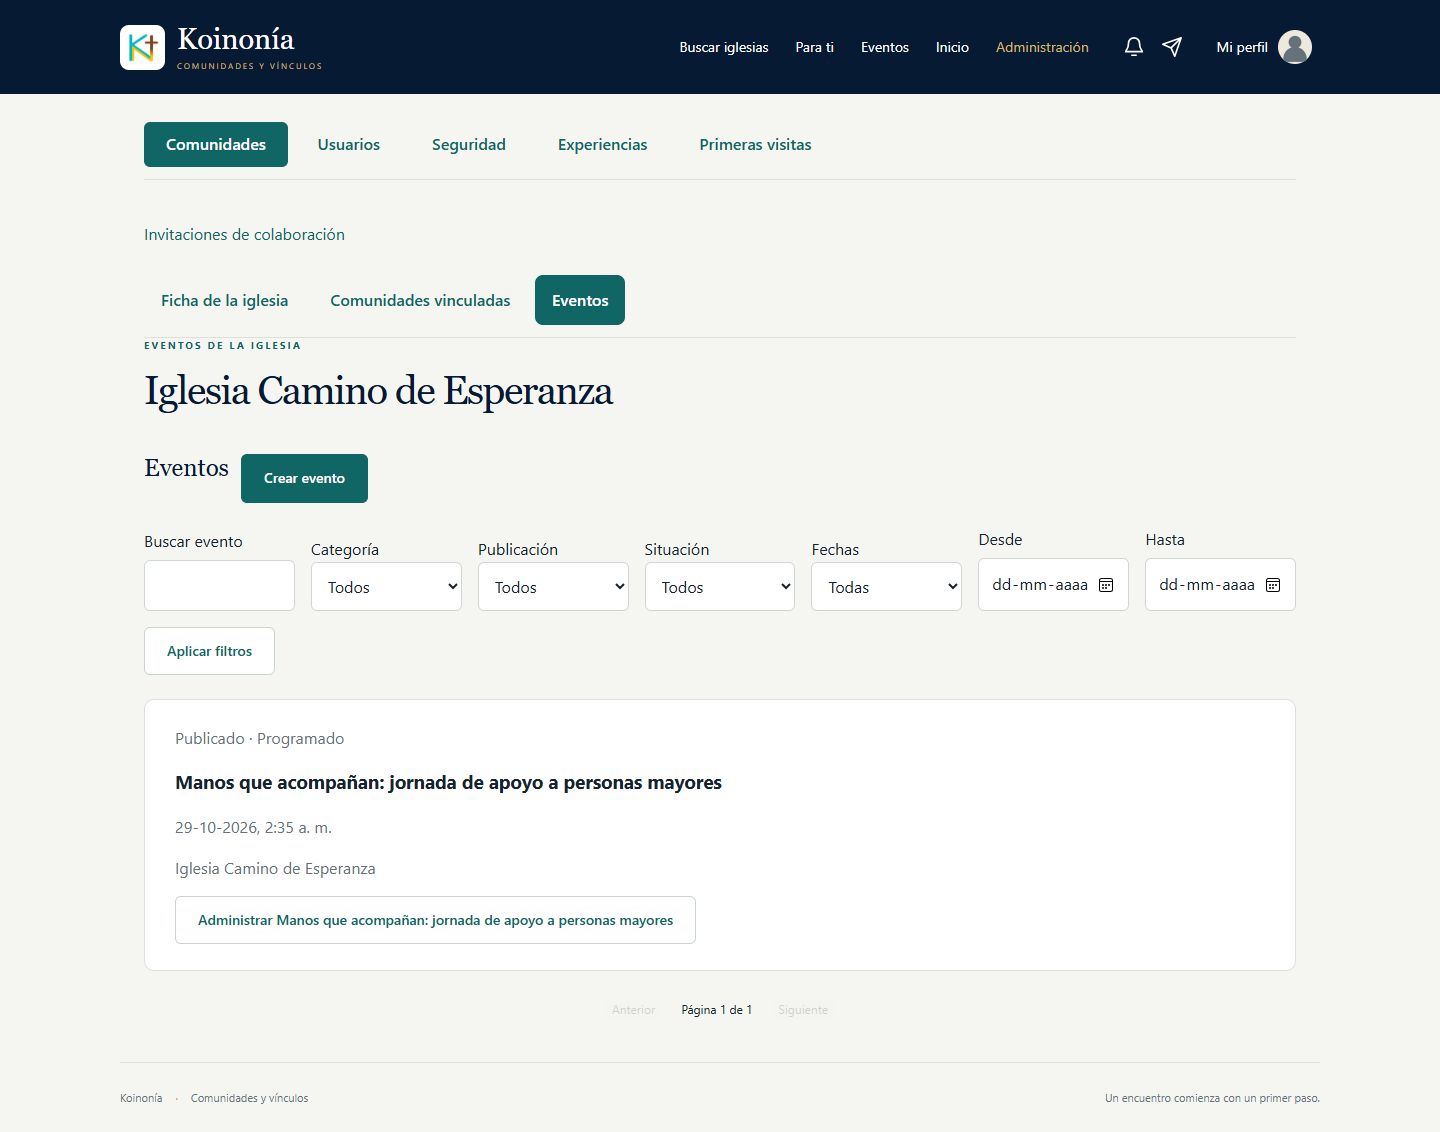 Koinonía
COMUNIDADES Y VÍNCULOS
Buscar iglesias Para ti Eventos Inicio Administración Mi perfil
Comunidades Usuarios Seguridad Experiencias Primeras visitas
Invitaciones de colaboración
Ficha de la iglesia Comunidades vinculadas Eventos
EVENTOS DE LA IGLESIA
Iglesia Camino de Esperanza
Eventos Crear evento
Buscar evento Categoría Publicación Situación Fechas Desde Hasta
Todos Todos Todos Todas dd-mm-aaaa dd-mm-aaaa
Aplicar filtros
Publicado · Programado
Manos que acompañan: jornada de apoyo a personas mayores
29-10-2026, 2:35 a. m.
Iglesia Camino de Esperanza
Administrar Manos que acompañan: jornada de apoyo a personas mayores
Anterior Página 1 de 1 Siguiente
Koinonía · Comunidades y vínculos Un encuentro comienza con un primer paso.